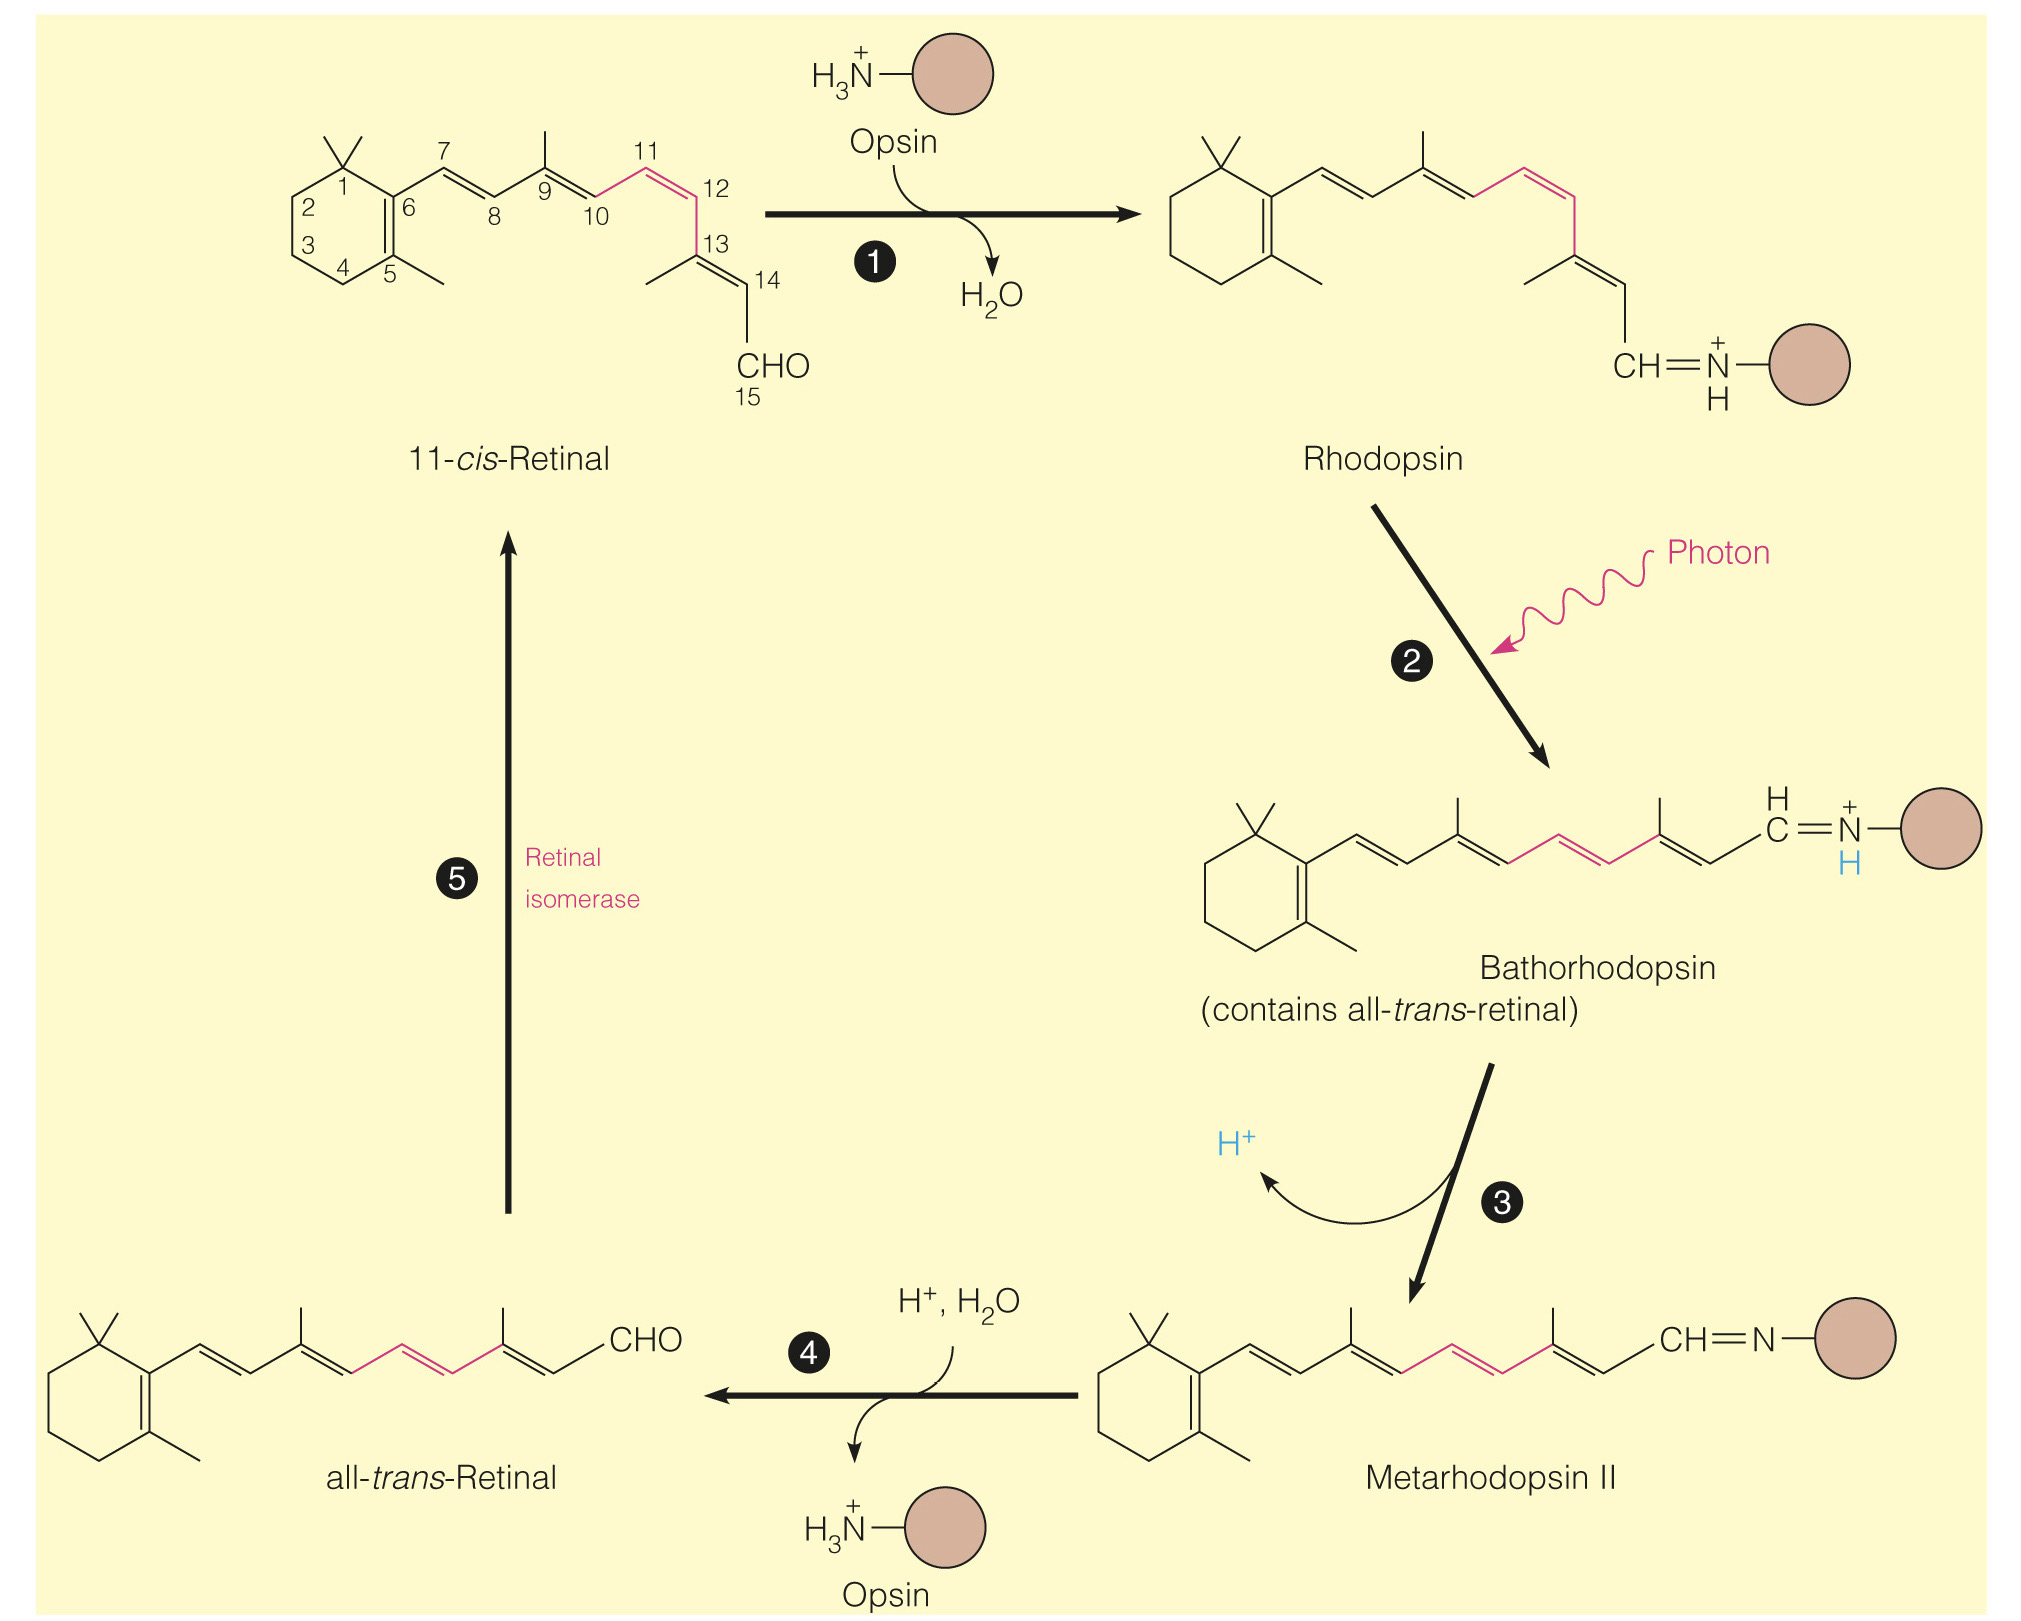 H₃N⁺
Opsin
1
2
3
4
5
6
7
8
9
10
11
12
13
14
CHO
15
11-cis-Retinal
1
H₂O
CH=N⁺
H
Rhodopsin
Photon
2
H
C=N⁺
H
Bathorhodopsin
(contains all-trans-retinal)
5
Retinal
isomerase
H⁺
3
CH=N
Metarhodopsin II
H⁺, H₂O
4
H₃N⁺
Opsin
CHO
all-trans-Retinal